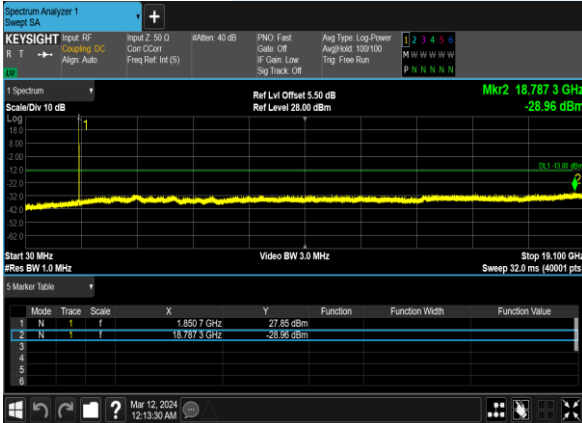 Spectrum Analyzer 1
Swept SA
+
KEYSIGHT Input: RF Input Z: 50 Ω #Atten: 40 dB PNO: Fast Avg Type: Log-Power 1 2 3 4 5 6
R T Coupling: DC Corr CCorr Gate: Off Avg|Hold: 100/100 M W W W W W
Align: Auto Freq Ref: Int (S) IF Gain: Low Trig: Free Run
Sig Track: Off P N N N N N
1 Spectrum Ref Lvl Offset 5.50 dB Mkr2 18.787 3 GHz
Scale/Div 10 dB Ref Level 28.00 dBm -28.96 dBm
Log
18.0
8.00
-2.00
-12.0
-22.0
-32.0
-42.0
-52.0
-62.0
1
DL1 -13.00 dBm
2
Start 30 MHz Video BW 3.0 MHz Stop 19.100 GHz
#Res BW 1.0 MHz Sweep 32.0 ms (40001 pts
5 Marker Table
Mode Trace Scale X Y Function Function Width Function Value
1 N 1 f 1.850 7 GHz 27.85 dBm
2 N 1 f 18.787 3 GHz -28.96 dBm
3
4
5
6
? Mar 12, 2024
12:13:30 AM